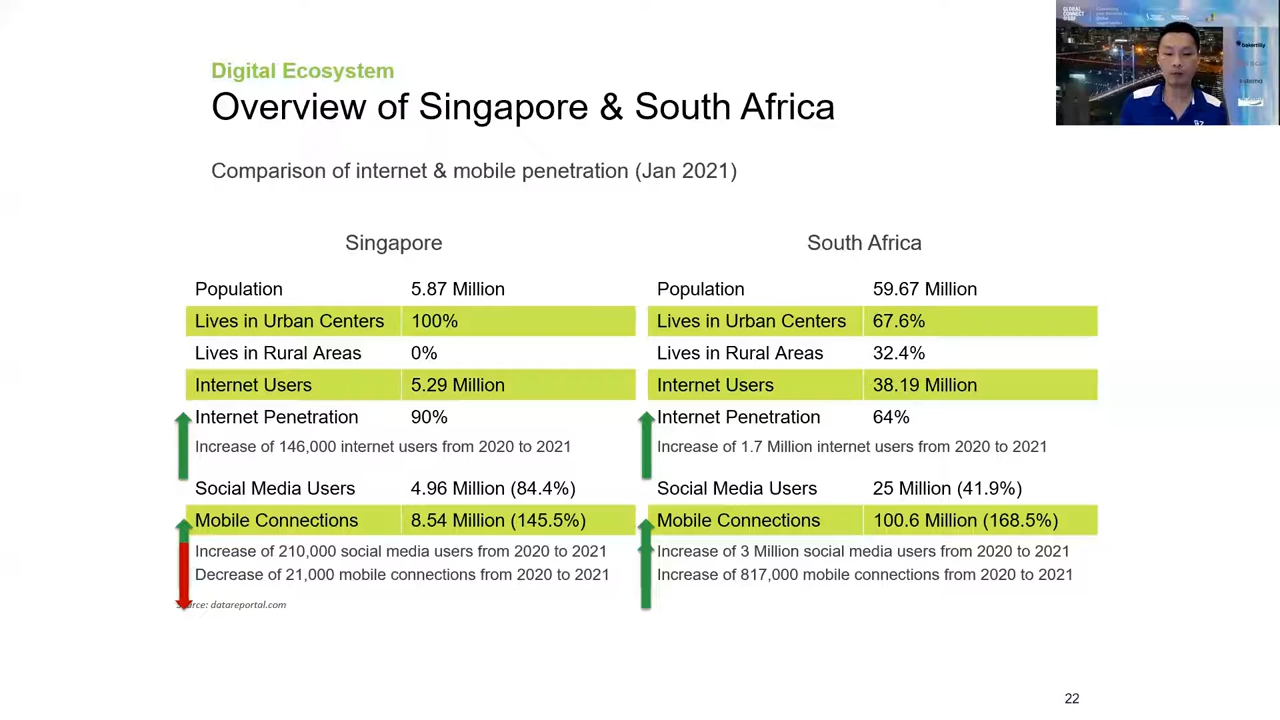 Digital Ecosystem
Overview of Singapore & South Africa
Comparison of internet & mobile penetration (Jan 2021)
Singapore
Population 5.87 Million
Lives in Urban Centers 100%
Lives in Rural Areas 0%
Internet Users 5.29 Million
Internet Penetration 90%
Increase of 146,000 internet users from 2020 to 2021
Social Media Users 4.96 Million (84.4%)
Mobile Connections 8.54 Million (145.5%)
Increase of 210,000 social media users from 2020 to 2021
Decrease of 21,000 mobile connections from 2020 to 2021
South Africa
Population 59.67 Million
Lives in Urban Centers 67.6%
Lives in Rural Areas 32.4%
Internet Users 38.19 Million
Internet Penetration 64%
Increase of 1.7 Million internet users from 2020 to 2021
Social Media Users 25 Million (41.9%)
Mobile Connections 100.6 Million (168.5%)
Increase of 3 Million social media users from 2020 to 2021
Increase of 817,000 mobile connections from 2020 to 2021
datareportal.com
22
GLOBAL
CONNECT
bakertilly